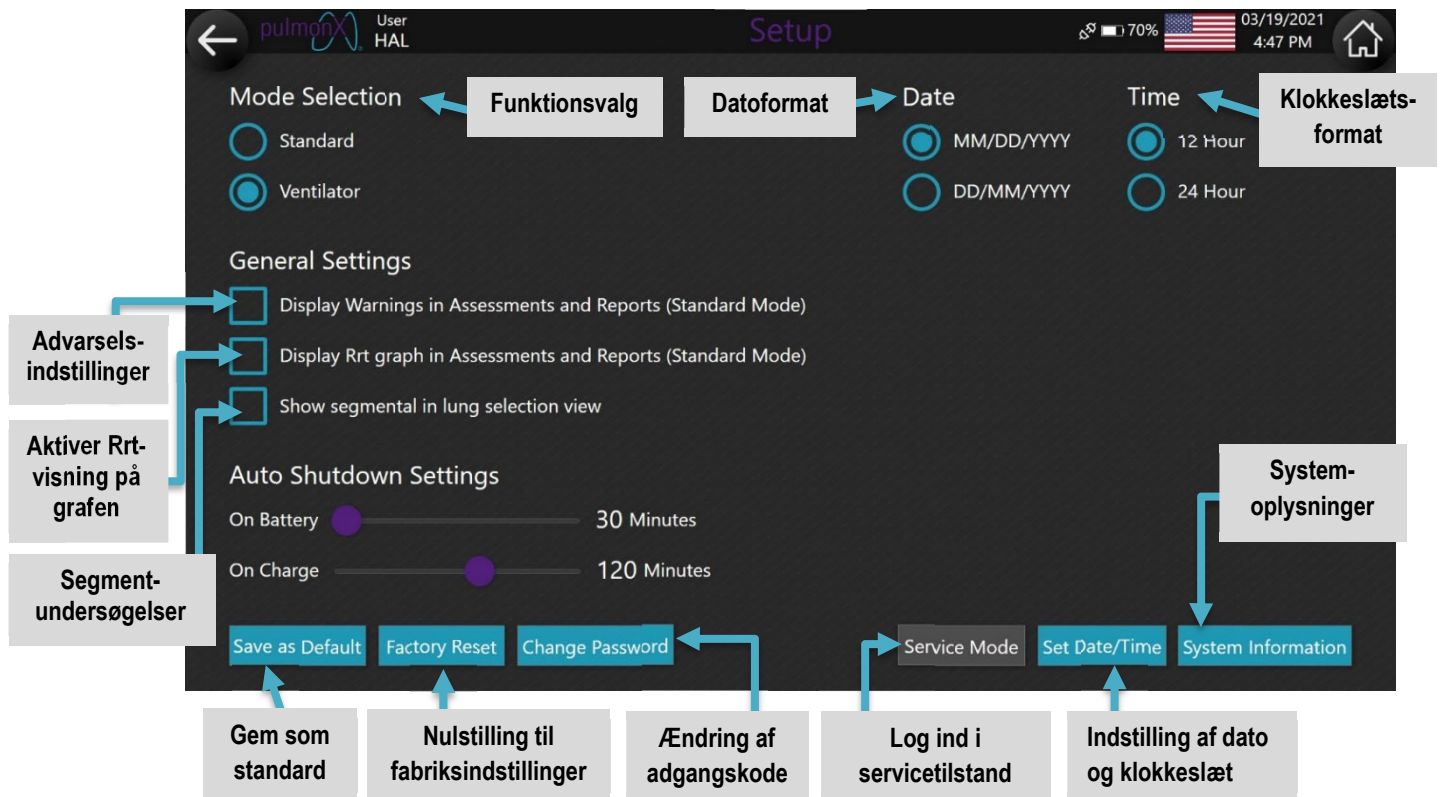 pulmonX
User
HAL
Setup
70%
03/19/2021
4:47 PM
Mode Selection
Funktionsvalg
Datoformat
Date
Time
Klokkeslæts-
format
Standard
MM/DD/YYYY
12 Hour
Ventilator
DD/MM/YYYY
24 Hour
General Settings
Display Warnings in Assessments and Reports (Standard Mode)
Advarsels-
indstillinger
Display Rrt graph in Assessments and Reports (Standard Mode)
Show segmental in lung selection view
Aktiver Rrt-
visning på
grafen
Auto Shutdown Settings
System-
oplysninger
On Battery
30 Minutes
On Charge
120 Minutes
Segment-
undersøgelser
Save as Default
Factory Reset
Change Password
Service Mode
Set Date/Time
System Information
Gem som
standard
Nulstilling til
fabriksindstillinger
Ændring af
adgangskode
Log ind i
servicetilstand
Indstilling af dato
og klokkeslæt